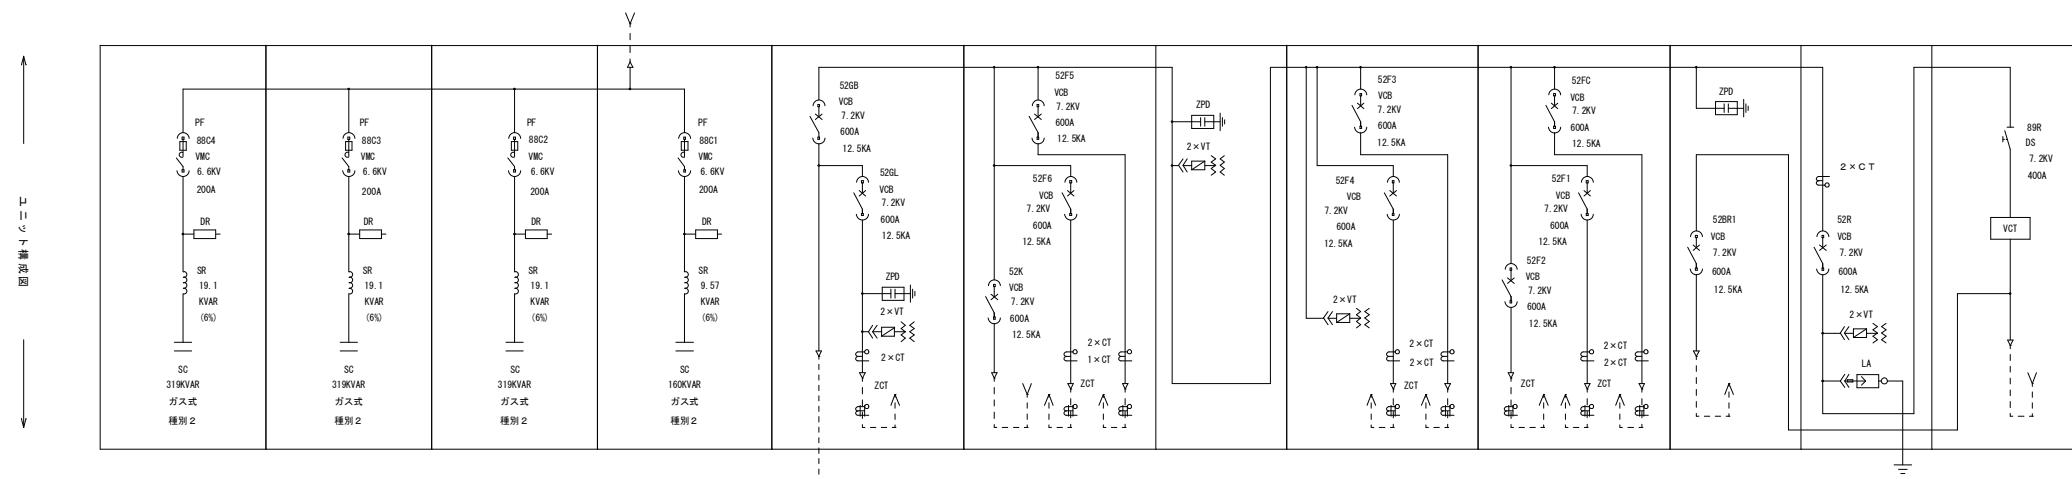 ユニット構成図
PF
88C4
VMC
6.6KV
200A
DR
SR
19.1
KVAR
(6%)
SC
319KVAR
ガス式
種別2
PF
88C3
VMC
6.6KV
200A
DR
SR
19.1
KVAR
(6%)
SC
319KVAR
ガス式
種別2
PF
88C2
VMC
6.6KV
200A
DR
SR
19.1
KVAR
(6%)
SC
319KVAR
ガス式
種別2
PF
88C1
VMC
6.6KV
200A
DR
SR
9.57
KVAR
(6%)
SC
160KVAR
ガス式
種別2
52GB
VCB
7.2KV
600A
12.5KA
52GL
VCB
7.2KV
600A
12.5KA
ZPD
2×VT
2×CT
ZCT
52F5
VCB
7.2KV
600A
12.5KA
52F6
VCB
7.2KV
600A
12.5KA
52K
VCB
7.2KV
600A
12.5KA
2×CT
1×CT
ZCT
ZPD
2×VT
52F3
VCB
7.2KV
600A
12.5KA
52F4
VCB
7.2KV
600A
12.5KA
2×VT
2×CT
2×CT
ZCT
52FC
VCB
7.2KV
600A
12.5KA
52F1
VCB
7.2KV
600A
12.5KA
52F2
VCB
7.2KV
600A
12.5KA
2×CT
2×CT
ZCT
ZCT
ZPD
52BR1
VCB
7.2KV
600A
12.5KA
2×CT
52R
VCB
7.2KV
600A
12.5KA
2×VT
LA
89R
DS
7.2KV
400A
VCT